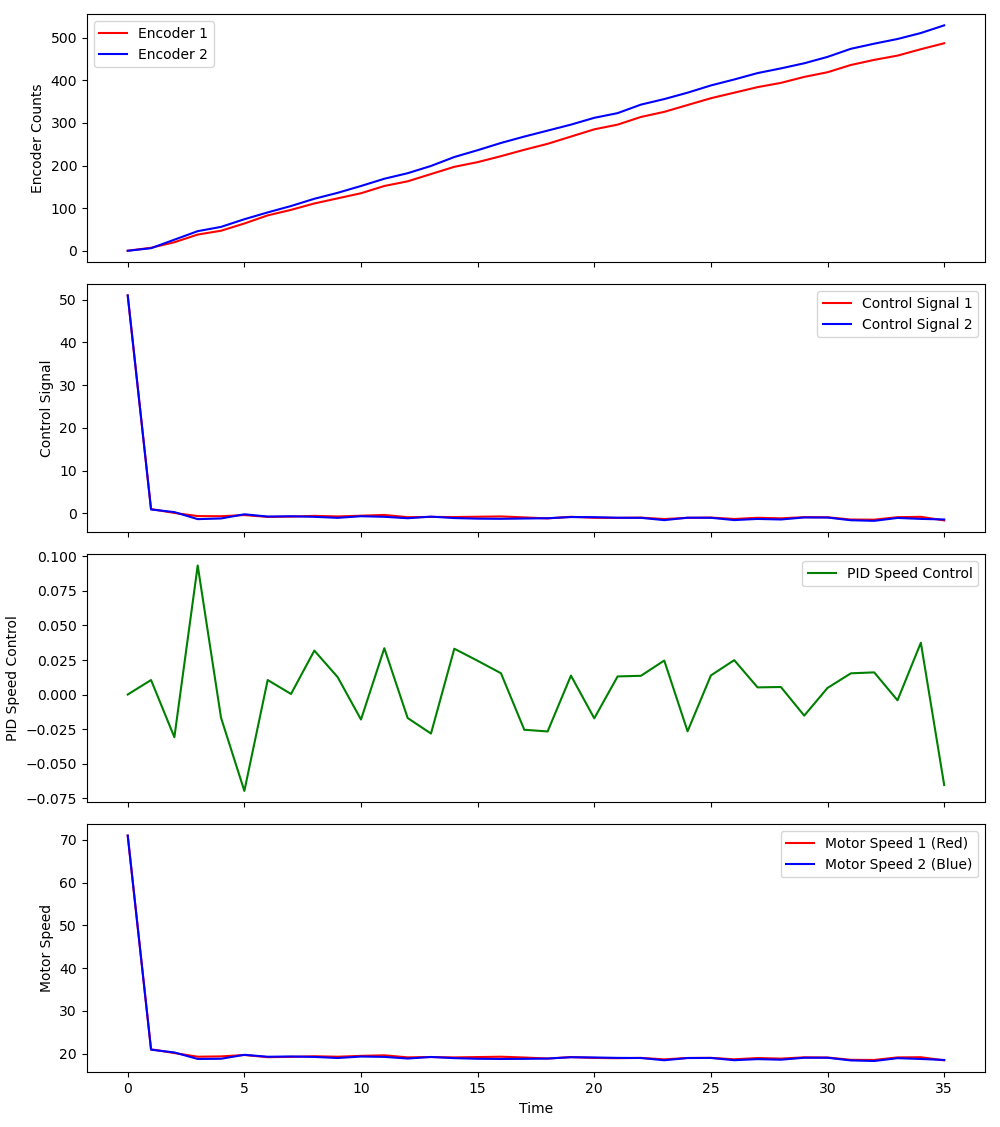 Encoder Counts
500
400
300
200
100
0
Encoder 1
Encoder 2
Control Signal
50
40
30
20
10
0
Control Signal 1
Control Signal 2
PID Speed Control
0.100
0.075
0.050
0.025
0.000
−0.025
−0.050
−0.075
PID Speed Control
Motor Speed
70
60
50
40
30
20
Motor Speed 1 (Red)
Motor Speed 2 (Blue)
0 5 10 15 20 25 30 35
Time